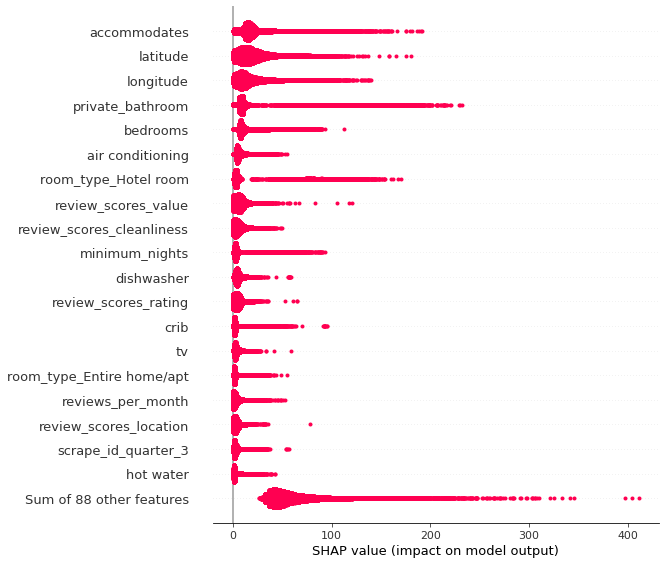 accommodates
latitude
longitude
private_bathroom
bedrooms
air conditioning
room_type_Hotel room
review_scores_value
review_scores_cleanliness
minimum_nights
dishwasher
review_scores_rating
crib
tv
room_type_Entire home/apt
reviews_per_month
review_scores_location
scrape_id_quarter_3
hot water
Sum of 88 other features
0 100 200 300 400
SHAP value (impact on model output)